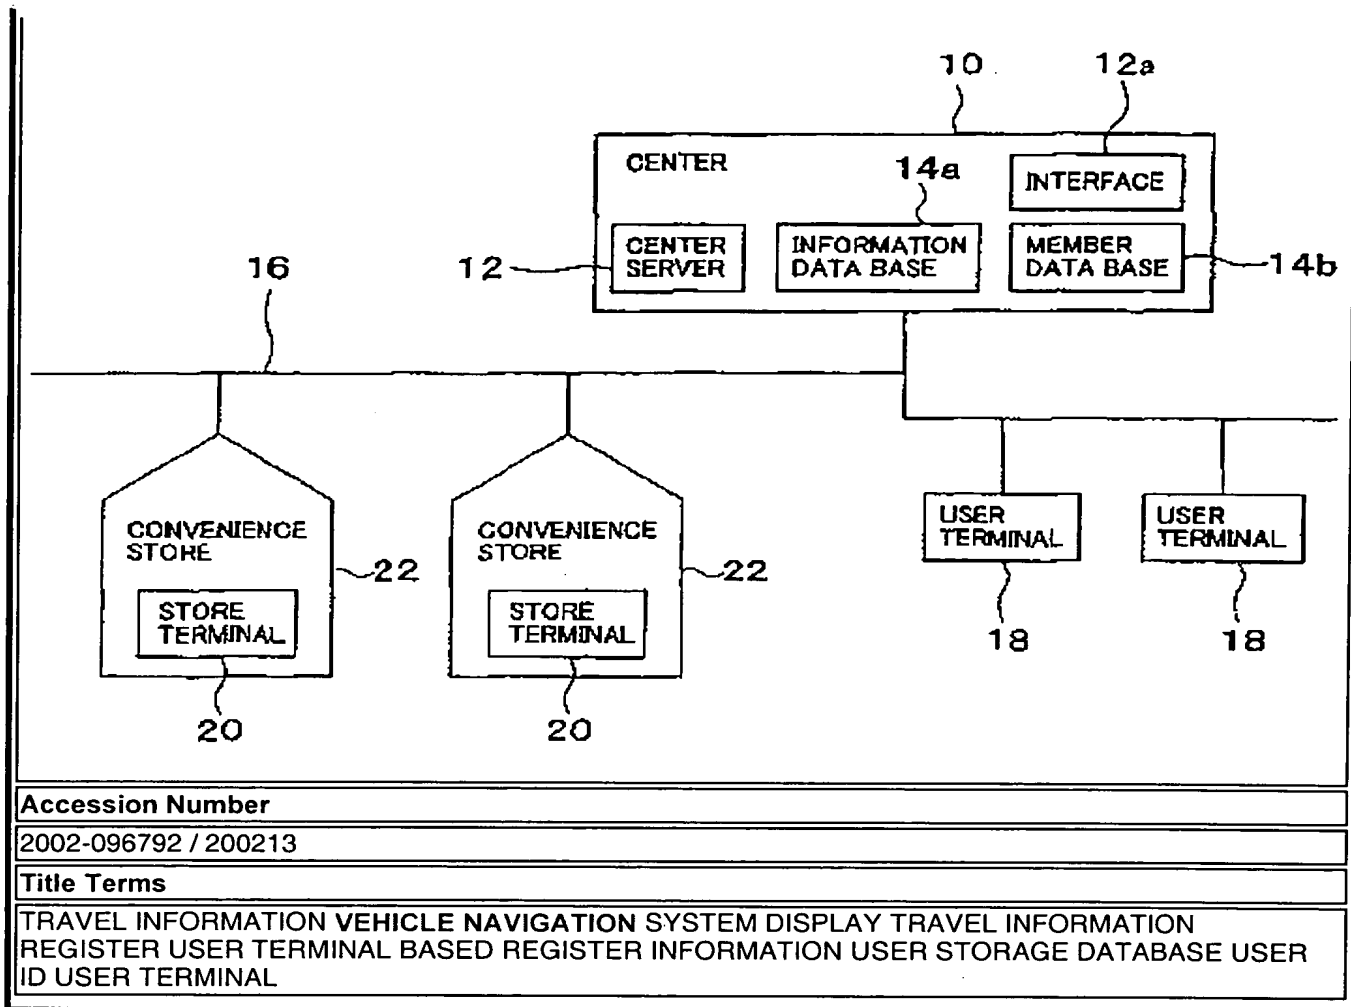 10
12a
CENTER
14a
INTERFACE
CENTER
SERVER
INFORMATION
DATA BASE
MEMBER
DATA BASE
12
14b
16
CONVENIENCE
STORE
CONVENIENCE
STORE
USER
TERMINAL
USER
TERMINAL
22
22
STORE
TERMINAL
STORE
TERMINAL
18
18
20
20
Accession Number
2002-096792 / 200213
Title Terms
TRAVEL INFORMATION VEHICLE NAVIGATION SYSTEM DISPLAY TRAVEL INFORMATION
REGISTER USER TERMINAL BASED REGISTER INFORMATION USER STORAGE DATABASE USER
ID USER TERMINAL